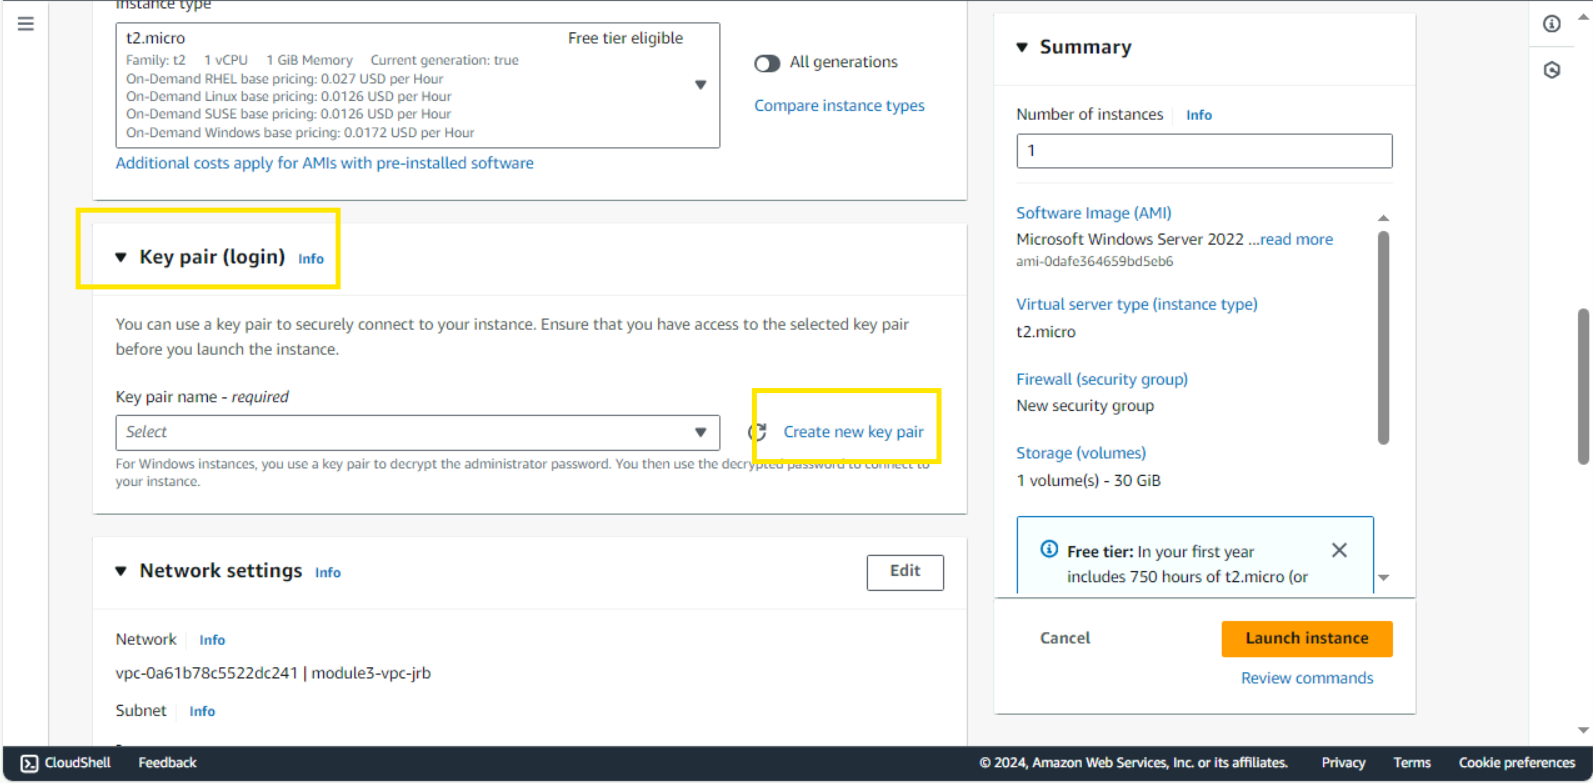 Instance type
t2.micro
Free tier eligible
Family: t2 1 vCPU 1 GiB Memory Current generation: true
On-Demand RHEL base pricing: 0.027 USD per Hour
On-Demand Linux base pricing: 0.0126 USD per Hour
On-Demand SUSE base pricing: 0.0126 USD per Hour
On-Demand Windows base pricing: 0.0172 USD per Hour
All generations
Compare instance types
Additional costs apply for AMIs with pre-installed software
Key pair (login) Info
You can use a key pair to securely connect to your instance. Ensure that you have access to the selected key pair
before you launch the instance.
Key pair name - required
Select
Create new key pair
For Windows instances, you use a key pair to decrypt the administrator password. You then use the decrypted password to connect to
your instance.
Network settings Info
Edit
Network Info
vpc-0a61b78c5522dc241 | module3-vpc-jrb
Subnet Info
Summary
Number of instances Info
1
Software Image (AMI)
Microsoft Windows Server 2022 ...read more
ami-0dafe364659bd5eb6
Virtual server type (instance type)
t2.micro
Firewall (security group)
New security group
Storage (volumes)
1 volume(s) - 30 GiB
Free tier: In your first year
includes 750 hours of t2.micro (or
Cancel
Launch instance
Review commands
CloudShell
Feedback
© 2024, Amazon Web Services, Inc. or its affiliates.
Privacy
Terms
Cookie preferences